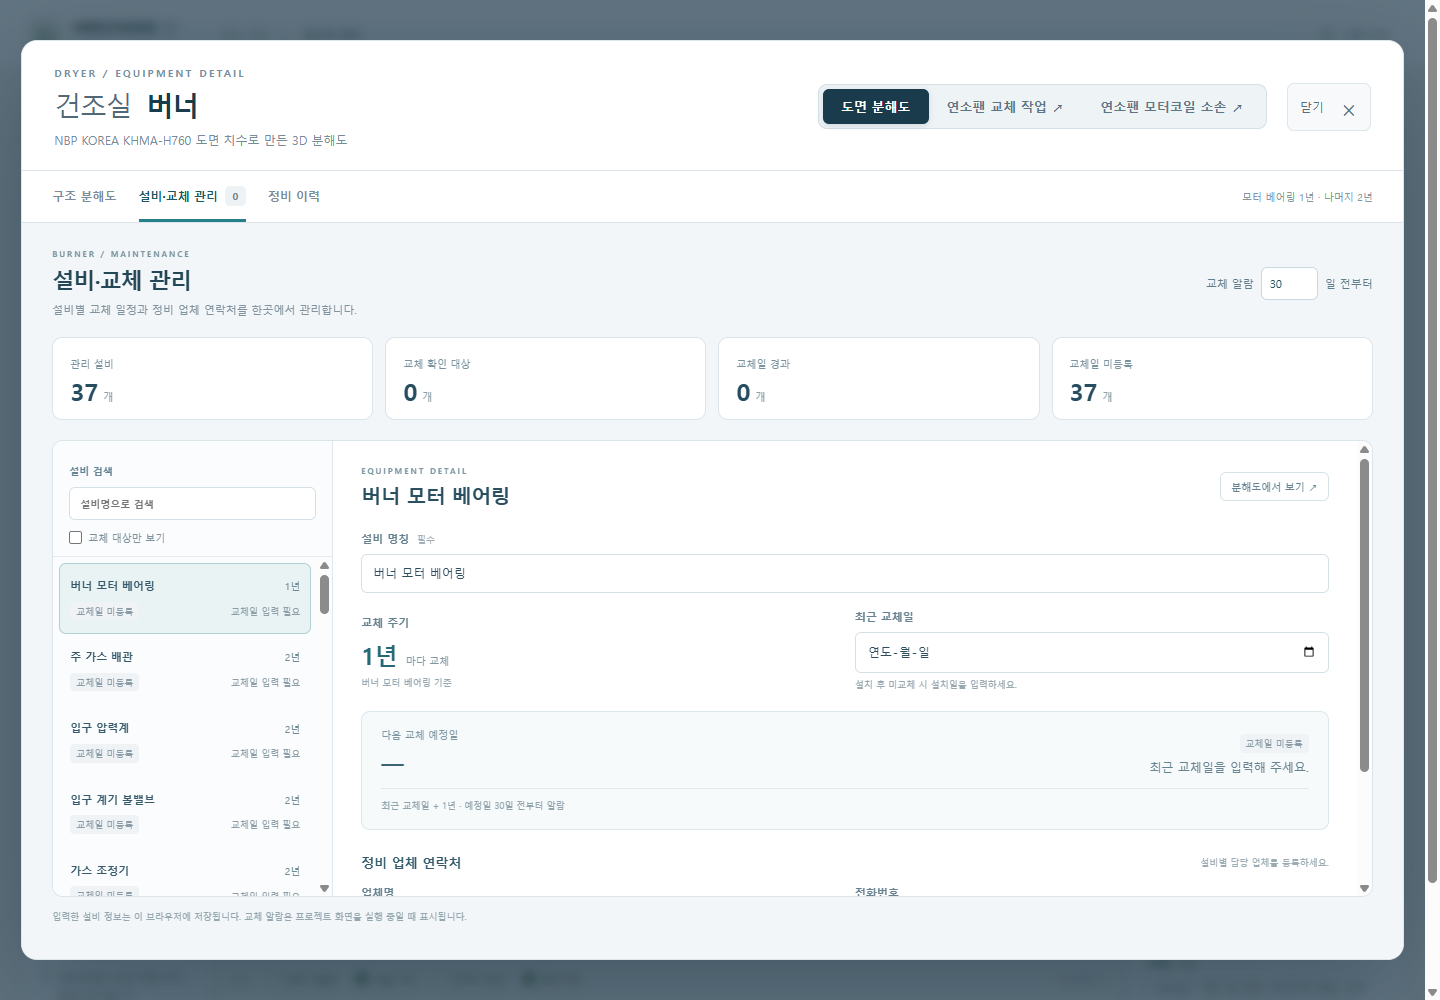 DRYER / EQUIPMENT DETAIL
건조실 버너
NBP KOREA KHMA-H760 도면 치수로 만든 3D 분해도
도면 분해도
연소팬 교체 작업 ↗
연소팬 모터코일 소손 ↗
닫기 ×
구조 분해도
설비·교체 관리 0
정비 이력
모터 베어링 1년 · 나머지 2년
BURNER / MAINTENANCE
설비·교체 관리
설비별 교체 일정과 정비 업체 연락처를 한곳에서 관리합니다.
교체 알람 30 일 전부터
관리 설비
37 개
교체 확인 대상
0 개
교체일 경과
0 개
교체일 미등록
37 개
설비 검색
설비명으로 검색
교체 대상만 보기
버너 모터 베어링 1년
교체일 미등록 교체일 입력 필요
주 가스 배관 2년
교체일 미등록 교체일 입력 필요
입구 압력계 2년
교체일 미등록 교체일 입력 필요
입구 계기 볼밸브 2년
교체일 미등록 교체일 입력 필요
가스 조정기 2년
교체일 미등록 교체일 입력 필요
EQUIPMENT DETAIL
버너 모터 베어링
분해도에서 보기 ↗
설비 명칭 필수
버너 모터 베어링
교체 주기
1년 마다 교체
버너 모터 베어링 기준
최근 교체일
연도-월-일
설치 후 미교체 시 설치일을 입력하세요.
다음 교체 예정일
—
교체일 미등록
최근 교체일을 입력해 주세요.
최근 교체일 + 1년 · 예정일 30일 전부터 알람
정비 업체 연락처
설비별 담당 업체를 등록하세요.
업체명
전화번호
입력한 설비 정보는 이 브라우저에 저장됩니다. 교체 알람은 프로젝트 화면을 실행 중일 때 표시됩니다.